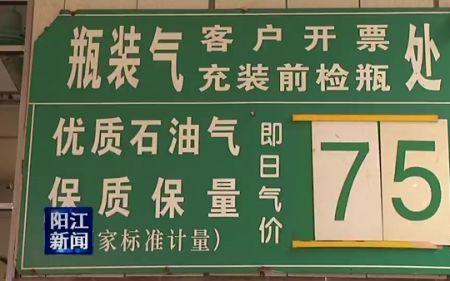 瓶装气 客户开票 处
充装前检瓶
优质石油气
保质保量
即日气价
75
家标准计量）
阳江
新闻